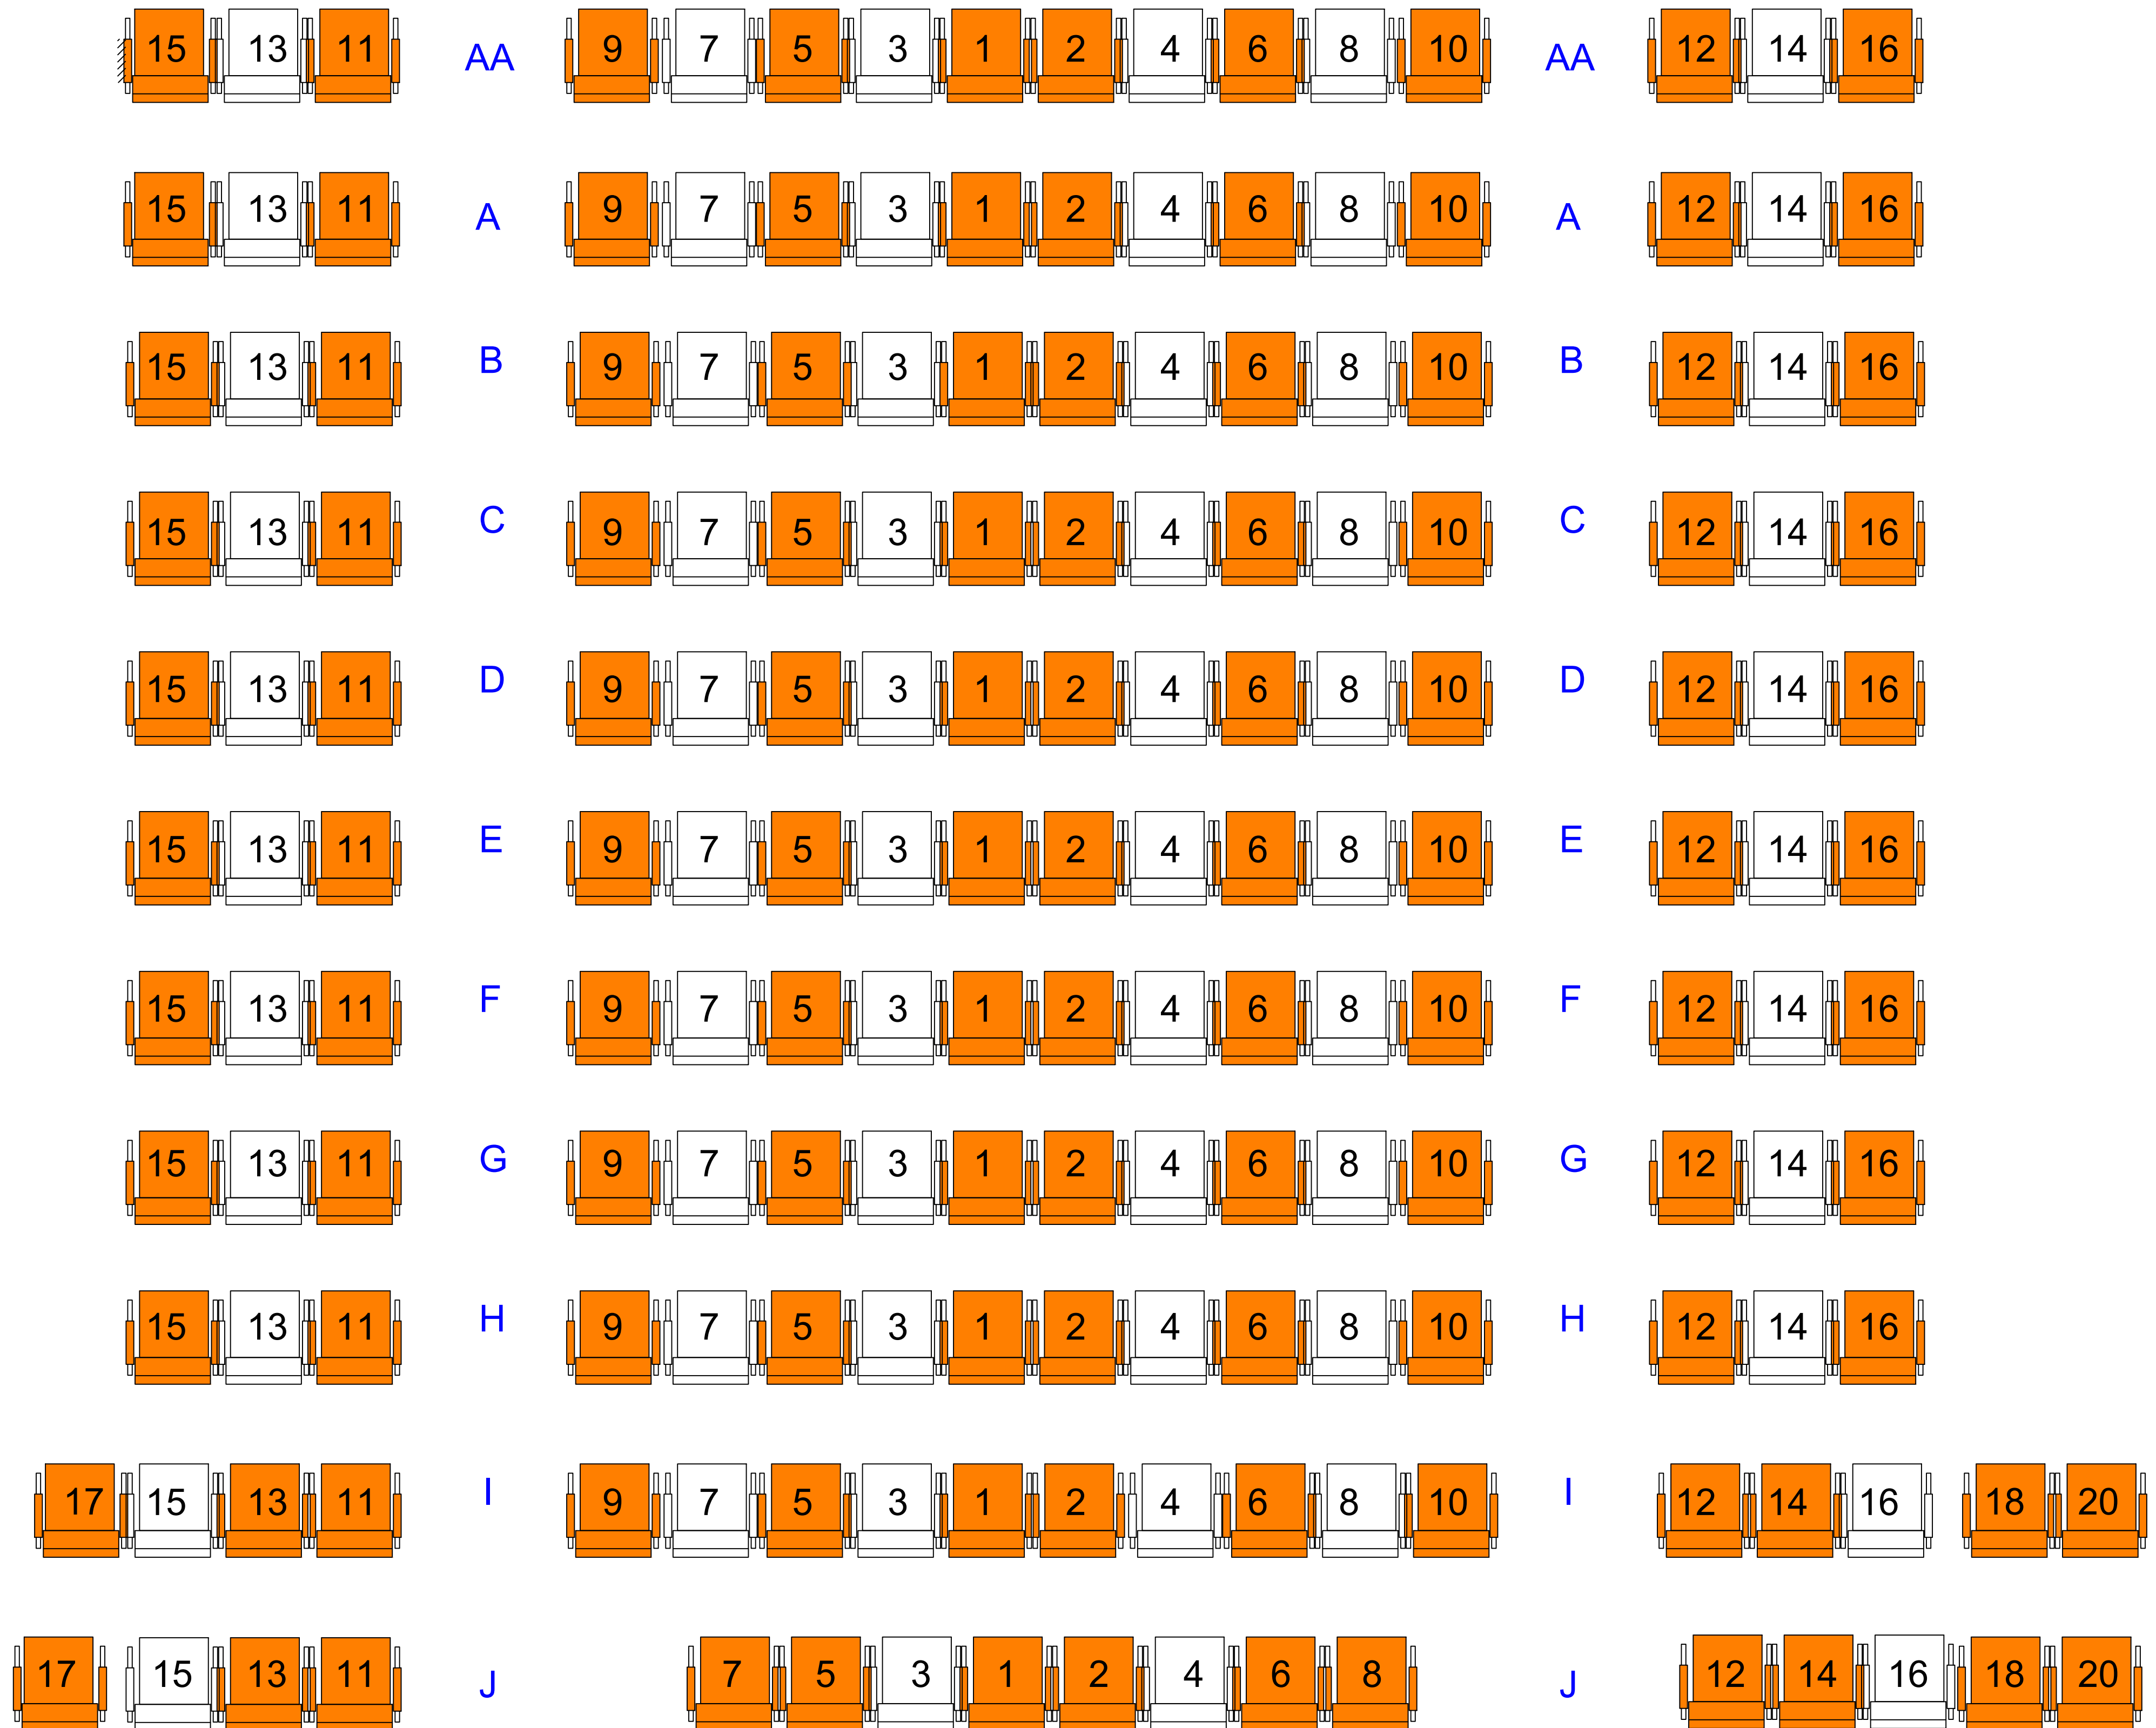 15 13 11 AA 9 7 5 3 1 2 4 6 8 10 AA 12 14 16
15 13 11 A 9 7 5 3 1 2 4 6 8 10 A 12 14 16
15 13 11 B 9 7 5 3 1 2 4 6 8 10 B 12 14 16
15 13 11 C 9 7 5 3 1 2 4 6 8 10 C 12 14 16
15 13 11 D 9 7 5 3 1 2 4 6 8 10 D 12 14 16
15 13 11 E 9 7 5 3 1 2 4 6 8 10 E 12 14 16
15 13 11 F 9 7 5 3 1 2 4 6 8 10 F 12 14 16
15 13 11 G 9 7 5 3 1 2 4 6 8 10 G 12 14 16
15 13 11 H 9 7 5 3 1 2 4 6 8 10 H 12 14 16
17 15 13 11 I 9 7 5 3 1 2 4 6 8 10 I 12 14 16 18 20
17 15 13 11 J 7 5 3 1 2 4 6 8 J 12 14 16 18 20